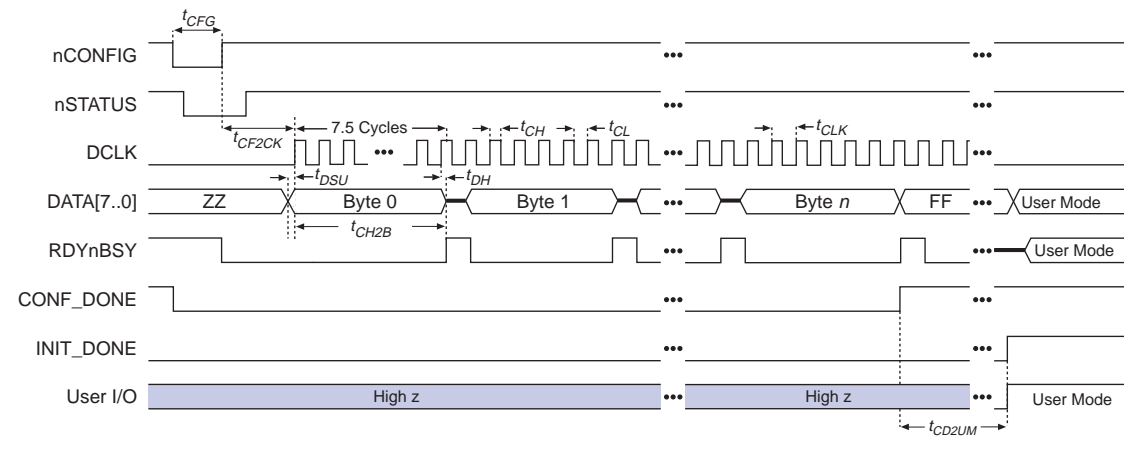 tCFG
nCONFIG
nSTATUS
tCF2CK
7.5 Cycles
tCH
tCL
tCLK
DCLK
tDSU
tDH
DATA[7..0]
ZZ
Byte 0
Byte 1
Byte n
FF
User Mode
tCH2B
RDYnBSY
User Mode
CONF_DONE
INIT_DONE
User I/O
High z
High z
User Mode
tCD2UM